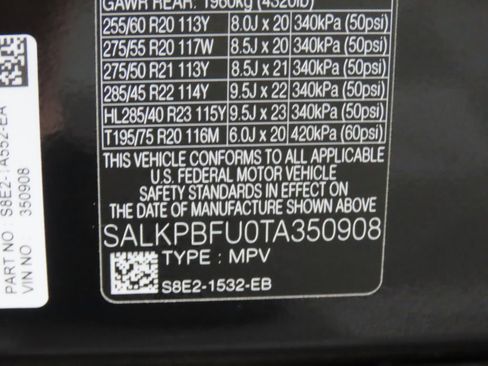 GAWR REAR: 1960kg (4320lb)
255/60 R20 113Y 8.0J x 20 340kPa (50psi)
275/55 R20 117W 8.5J x 20 340kPa (50psi)
275/50 R21 113Y 8.5J x 21 340kPa (50psi)
285/45 R22 114Y 9.5J x 22 340kPa (50psi)
HL285/40 R23 115Y 9.5J x 23 340kPa (50psi)
T195/75 R20 116M 6.0J x 20 420kPa (60psi)
THIS VEHICLE CONFORMS TO ALL APPLICABLE
U.S. FEDERAL MOTOR VEHICLE
SAFETY STANDARDS IN EFFECT ON THE
DATE OF MANUFACTURE SHOWN ABOVE.
SALKPBFU0TA350908
TYPE : MPV
S8E2-1532-EB
PART NO : S8E2-1A552-EA
VIN NO : 350908